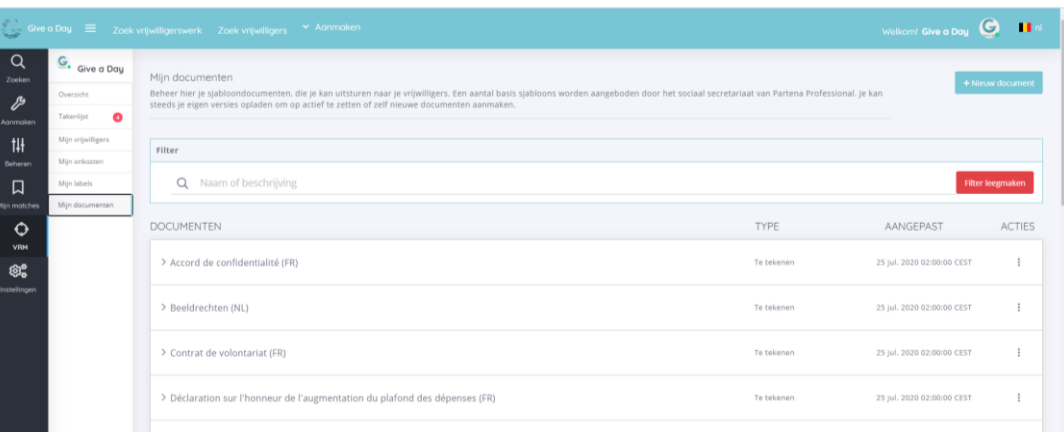 Give a Day
Zoek vrijwilligerswerk
Zoek vrijwilligers
Aanmaken
Welkom! Give a Day
nl
Zoeken
Aanmaken
Beheren
Mijn matches
VRM
Instellingen
Give a Day
Overzicht
Takenlijst 4
Mijn vrijwilligers
Mijn onkosten
Mijn labels
Mijn documenten
Mijn documenten
Beheer hier je sjabloondocumenten, die je kan uitsturen naar je vrijwilligers. Een aantal basis sjabloons worden aangeboden door het sociaal secretariaat van Partena Professional. Je kan
steeds je eigen versies opladen om op actief te zetten of zelf nieuwe documenten aanmaken.
+ Nieuw document
Filter
Naam of beschrijving
Filter leegmaken
DOCUMENTEN TYPE AANGEPAST ACTIES
Accord de confidentialité (FR) Te tekenen 25 jul. 2020 02:00:00 CEST
Beeldrechten (NL) Te tekenen 25 jul. 2020 02:00:00 CEST
Contrat de volontariat (FR) Te tekenen 25 jul. 2020 02:00:00 CEST
Déclaration sur l'honneur de l'augmentation du plafond des dépenses (FR) Te tekenen 25 jul. 2020 02:00:00 CEST